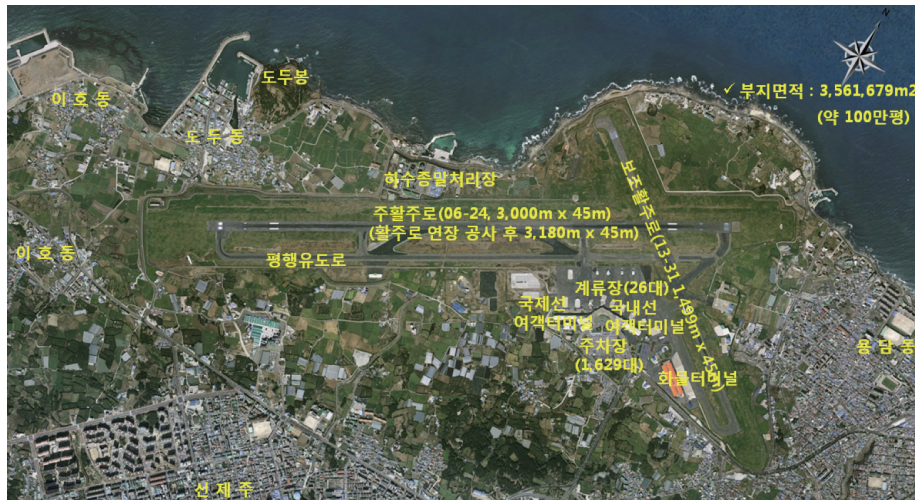 N
도두봉
이 호 동
✓ 부지면적 : 3,561,679m2
(약 100만평)
도 두 동
하수종말처리장
보조활주로(13-31 1,499m x 45m)
주활주로(06-24, 3,000m x 45m)
(활주로 연장 공사 후 3,180m x 45m)
이 호 동
평행유도로
계류장(26대)
국제선
여객터미널
국내선
여객터미널
주차장
(1,629대)
용 담 동
화물터미널
신 제 주